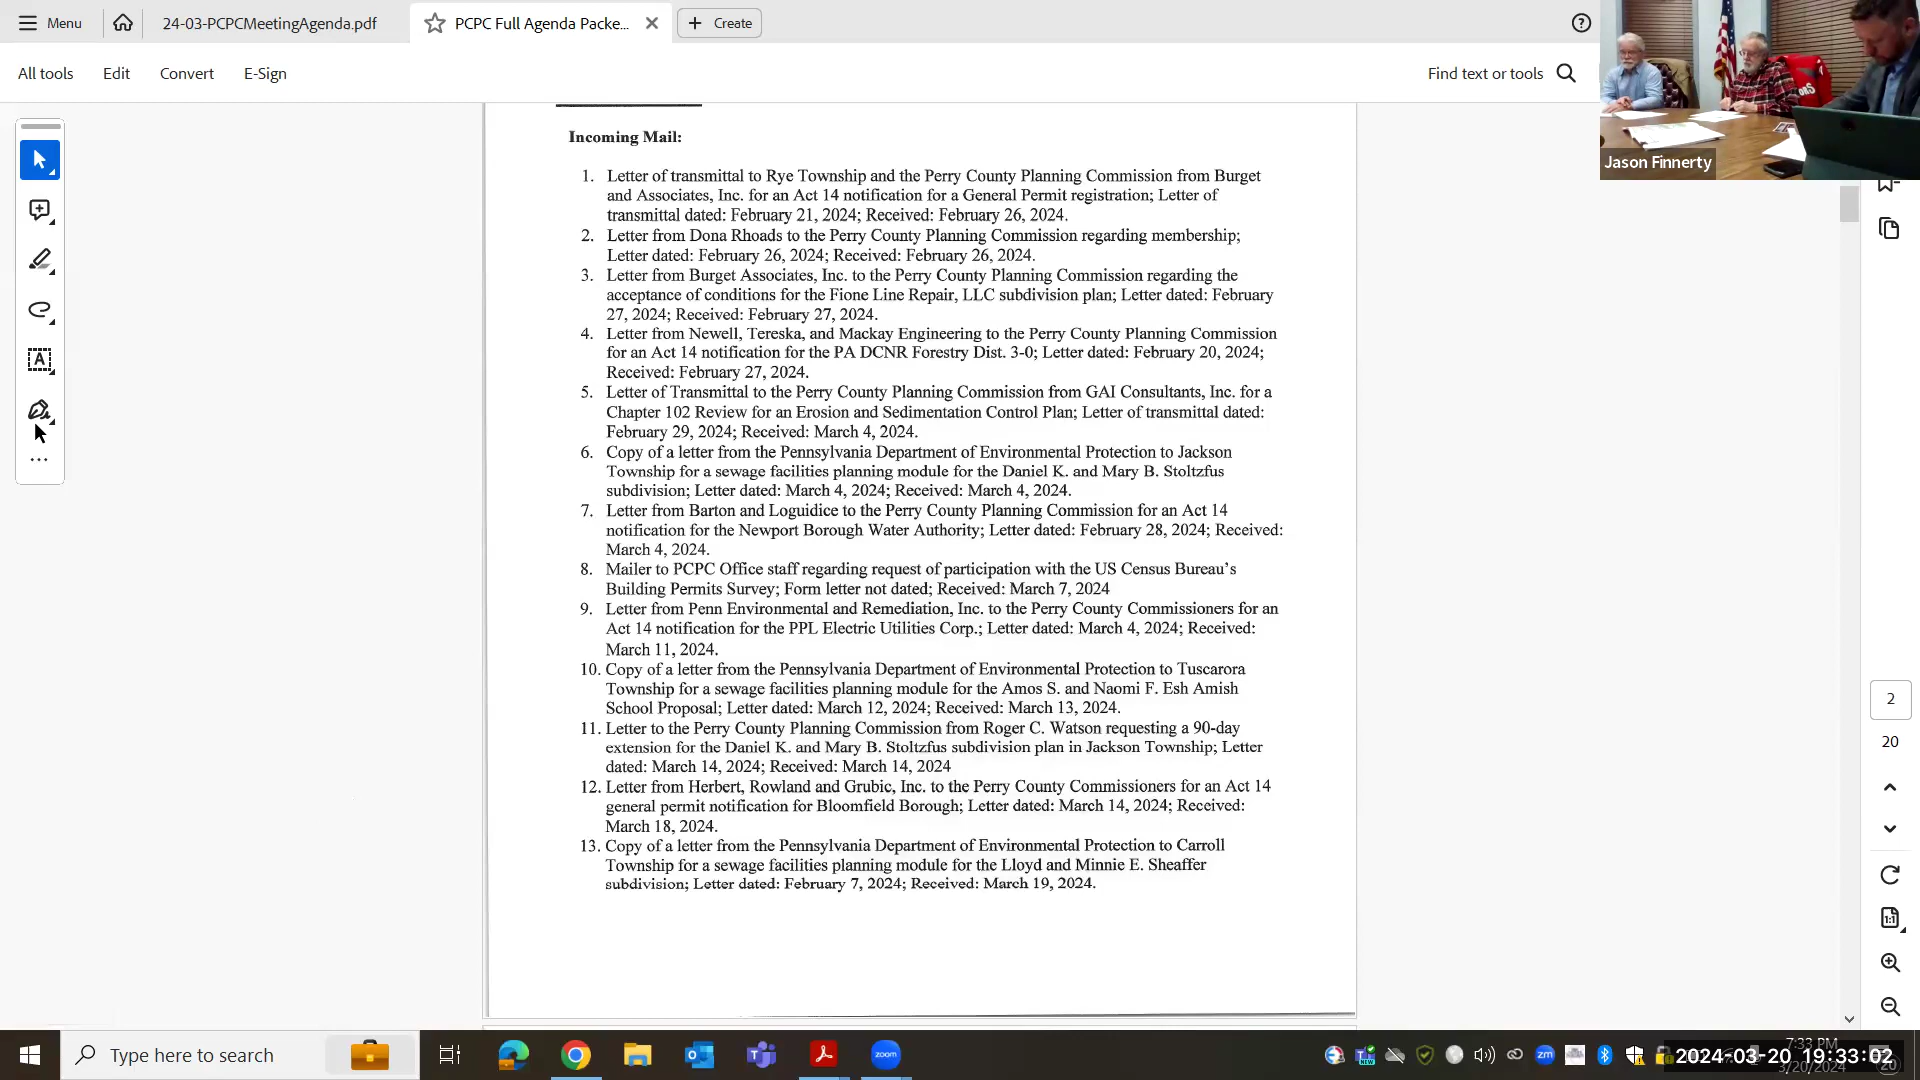 Menu
24-03-PCPCMeetingAgenda.pdf
PCPC Full Agenda Packe...
Create
All tools
Edit
Convert
E-Sign
Find text or tools
Jason Finnerty
Incoming Mail:
1. Letter of transmittal to Rye Township and the Perry County Planning Commission from Burget
and Associates, Inc. for an Act 14 notification for a General Permit registration; Letter of
transmittal dated: February 21, 2024; Received: February 26, 2024.
2. Letter from Dona Rhoads to the Perry County Planning Commission regarding membership;
Letter dated: February 26, 2024; Received: February 26, 2024.
3. Letter from Burget Associates, Inc. to the Perry County Planning Commission regarding the
acceptance of conditions for the Fione Line Repair, LLC subdivision plan; Letter dated: February
27, 2024; Received: February 27, 2024.
4. Letter from Newell, Tereska, and Mackay Engineering to the Perry County Planning Commission
for an Act 14 notification for the PA DCNR Forestry Dist. 3-0; Letter dated: February 20, 2024;
Received: February 27, 2024.
5. Letter of Transmittal to the Perry County Planning Commission from GAI Consultants, Inc. for a
Chapter 102 Review for an Erosion and Sedimentation Control Plan; Letter of transmittal dated:
February 29, 2024; Received: March 4, 2024.
6. Copy of a letter from the Pennsylvania Department of Environmental Protection to Jackson
Township for a sewage facilities planning module for the Daniel K. and Mary B. Stoltzfus
subdivision; Letter dated: March 4, 2024; Received: March 4, 2024.
7. Letter from Barton and Loguidice to the Perry County Planning Commission for an Act 14
notification for the Newport Borough Water Authority; Letter dated: February 28, 2024; Received:
March 4, 2024.
8. Mailer to PCPC Office staff regarding request of participation with the US Census Bureau's
Building Permits Survey; Form letter not dated; Received: March 7, 2024
9. Letter from Penn Environmental and Remediation, Inc. to the Perry County Commissioners for an
Act 14 notification for the PPL Electric Utilities Corp.; Letter dated: March 4, 2024; Received:
March 11, 2024.
10. Copy of a letter from the Pennsylvania Department of Environmental Protection to Tuscarora
Township for a sewage facilities planning module for the Amos S. and Naomi F. Esh Amish
School Proposal; Letter dated: March 12, 2024; Received: March 13, 2024.
11. Letter to the Perry County Planning Commission from Roger C. Watson requesting a 90-day
extension for the Daniel K. and Mary B. Stoltzfus subdivision plan in Jackson Township; Letter
dated: March 14, 2024; Received: March 14, 2024
12. Letter from Herbert, Rowland and Grubic, Inc. to the Perry County Commissioners for an Act 14
general permit notification for Bloomfield Borough; Letter dated: March 14, 2024; Received:
March 18, 2024.
13. Copy of a letter from the Pennsylvania Department of Environmental Protection to Carroll
Township for a sewage facilities planning module for the Lloyd and Minnie E. Sheaffer
subdivision; Letter dated: February 7, 2024; Received: March 19, 2024.
2
20
Type here to search
zoom
zm
7:33 PM
2024-03-20 19:33:02
3/20/2024